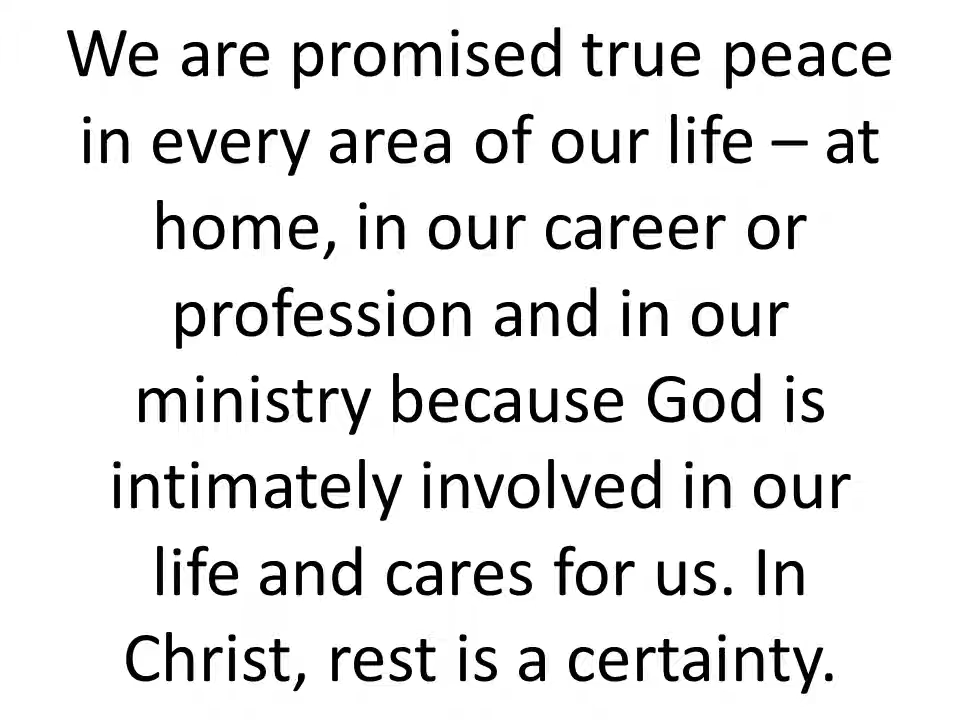 We are promised true peace
in every area of our life – at
home, in our career or
profession and in our
ministry because God is
intimately involved in our
life and cares for us. In
Christ, rest is a certainty.